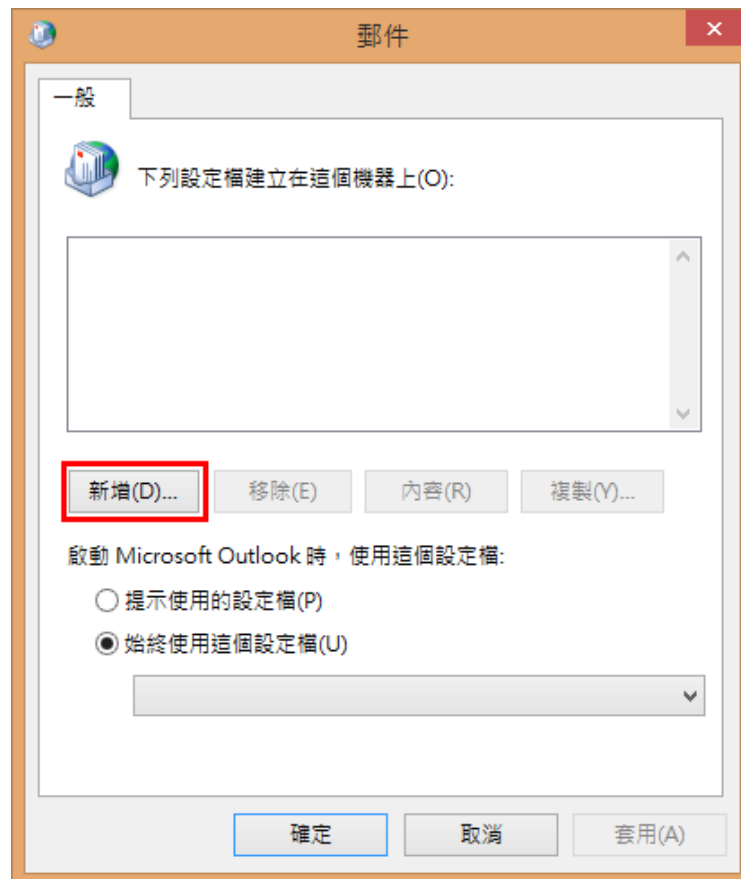 郵件
一般
下列設定檔建立在這個機器上(O):
新增(D)... 移除(E) 內容(R) 複製(Y)...
啟動 Microsoft Outlook 時，使用這個設定檔:
提示使用的設定檔(P)
始終使用這個設定檔(U)
確定 取消 套用(A)